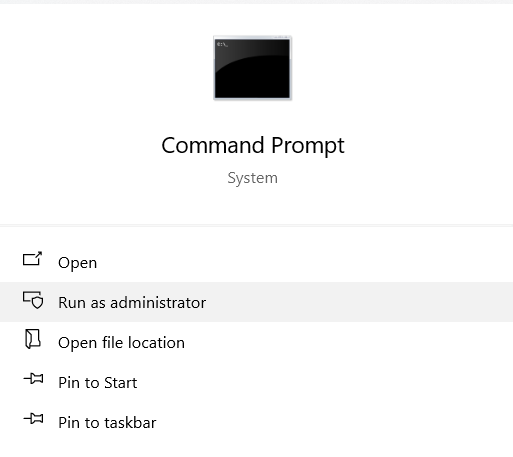 Command Prompt
System
Open
Run as administrator
Open file location
Pin to Start
Pin to taskbar